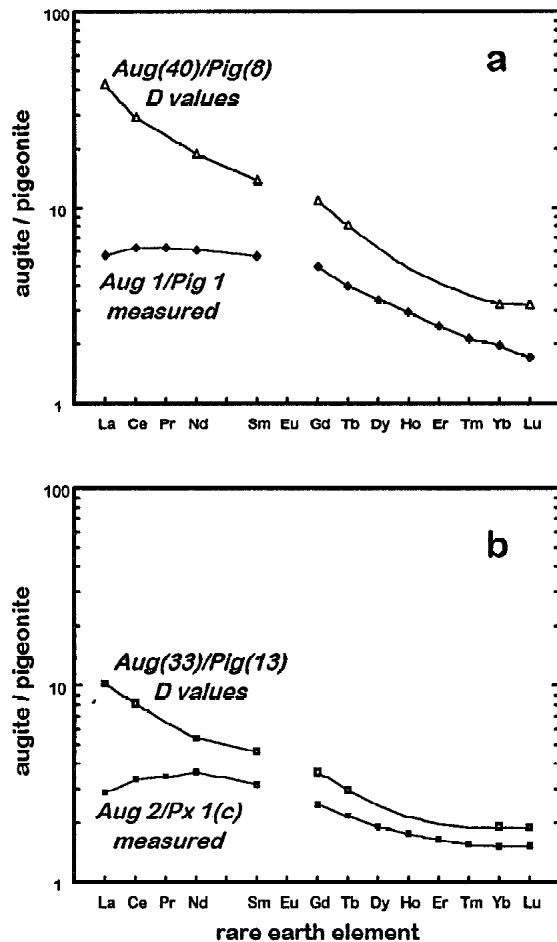 100
a
Aug(40)/Pig(8)
D values
10
augite / pigeonite
Aug 1/Pig 1
measured
1
La Ce Pr Nd Sm Eu Gd Tb Dy Ho Er Tm Yb Lu
100
b
augite / pigeonite
Aug(33)/Pig(13)
D values
10
Aug 2/Px 1(c)
measured
1
La Ce Pr Nd Sm Eu Gd Tb Dy Ho Er Tm Yb Lu
rare earth element